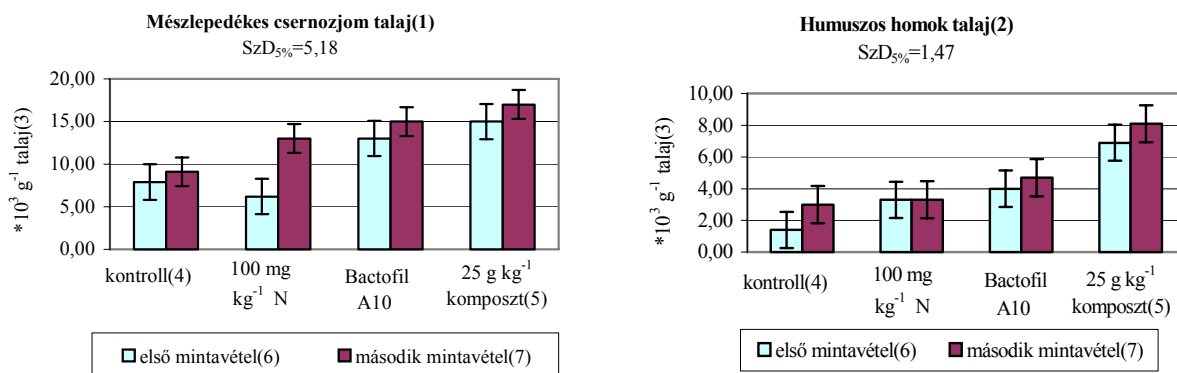 Mészlepedékes csernozjom talaj(1)
SzD5%=5,18
*10³ g⁻¹ talaj(3)
20,00
15,00
10,00
5,00
0,00
kontroll(4)
100 mg
kg⁻¹ N
Bactofil
A10
25 g kg⁻¹
komposzt(5)
első mintavétel(6)
második mintavétel(7)
Humuszos homok talaj(2)
SzD5%=1,47
*10³ g⁻¹ talaj(3)
10,00
8,00
6,00
4,00
2,00
0,00
kontroll(4)
100 mg
kg⁻¹ N
Bactofil
A10
25 g kg⁻¹
komposzt(5)
első mintavétel(6)
második mintavétel(7)